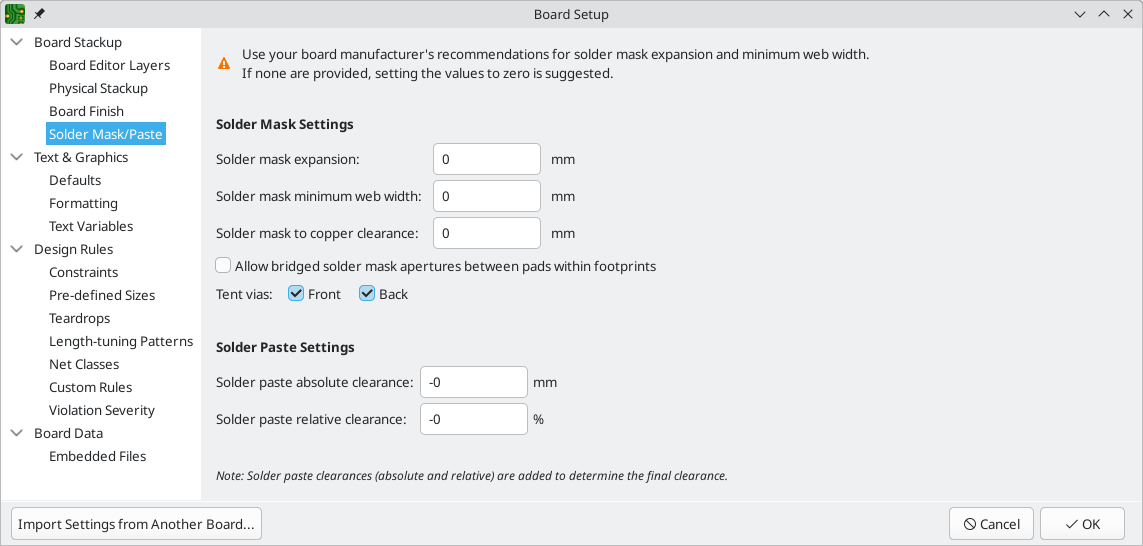 Board Setup
Board Stackup
Board Editor Layers
Physical Stackup
Board Finish
Solder Mask/Paste
Text & Graphics
Defaults
Formatting
Text Variables
Design Rules
Constraints
Pre-defined Sizes
Teardrops
Length-tuning Patterns
Net Classes
Custom Rules
Violation Severity
Board Data
Embedded Files
Use your board manufacturer's recommendations for solder mask expansion and minimum web width.
If none are provided, setting the values to zero is suggested.
Solder Mask Settings
Solder mask expansion: 0 mm
Solder mask minimum web width: 0 mm
Solder mask to copper clearance: 0 mm
Allow bridged solder mask apertures between pads within footprints
Tent vias: Front Back
Solder Paste Settings
Solder paste absolute clearance: -0 mm
Solder paste relative clearance: -0 %
Note: Solder paste clearances (absolute and relative) are added to determine the final clearance.
Import Settings from Another Board... Cancel OK